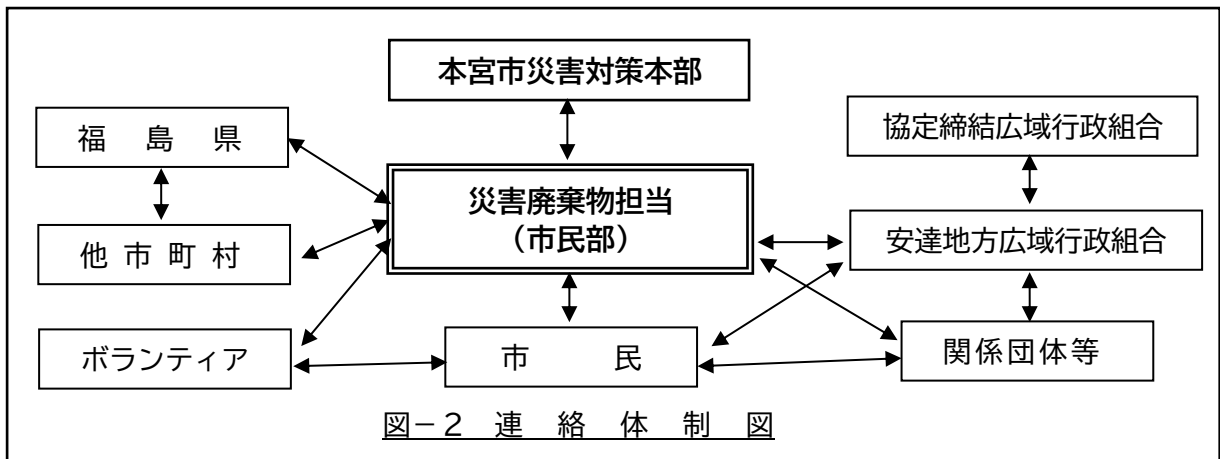 本宮市災害対策本部
福　島　県
協定締結広域行政組合
災害廃棄物担当
（市民部）
他 市 町 村
安達地方広域行政組合
ボランティア
市　　民
関係団体等
図－２　連　絡　体　制　図